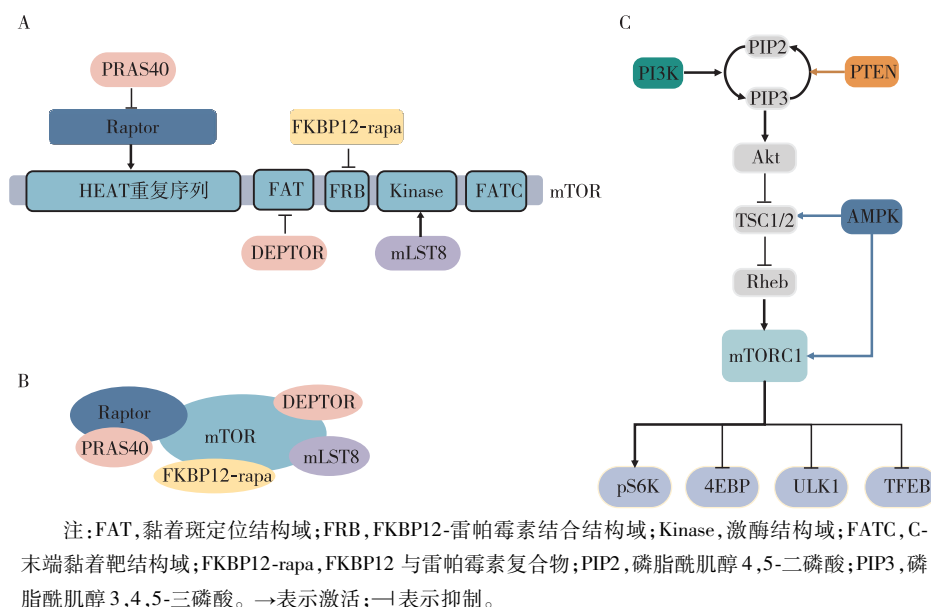 A
PRAS40
Raptor
FKBP12-rapa
HEAT重复序列 FAT FRB Kinase FATC mTOR
DEPTOR mLST8
B
Raptor
PRAS40
mTOR
DEPTOR
mLST8
FKBP12-rapa
C
PIP2
PI3K PTEN
PIP3
Akt
TSC1/2 AMPK
Rheb
mTORC1
pS6K 4EBP ULK1 TFEB
注:FAT,黏着斑定位结构域;FRB,FKBP12-雷帕霉素结合结构域;Kinase,激酶结构域;FATC,C-
末端黏着靶结构域;FKBP12-rapa,FKBP12 与雷帕霉素复合物;PIP2,磷脂酰肌醇 4,5-二磷酸;PIP3,磷
脂酰肌醇 3,4,5-三磷酸。→表示激活;⊣表示抑制。